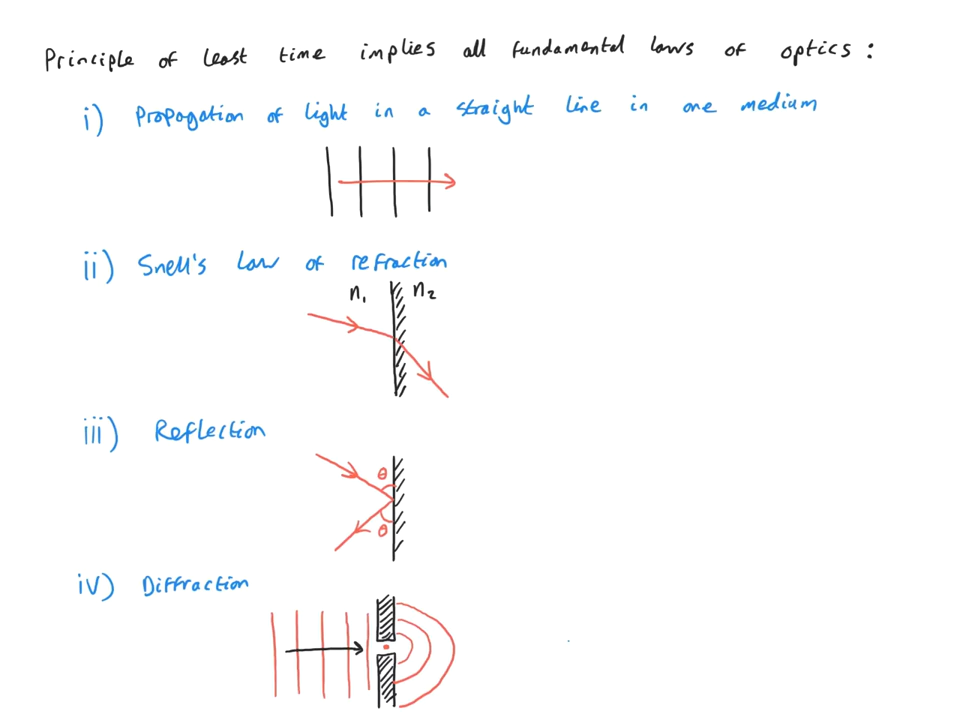 Principle of least time implies all fundamental laws of optics :
i) Propagation of light in a straight line in one medium
ii) Snell's Law of refraction
n₁ n₂
iii) Reflection
θ
θ
iv) Diffraction